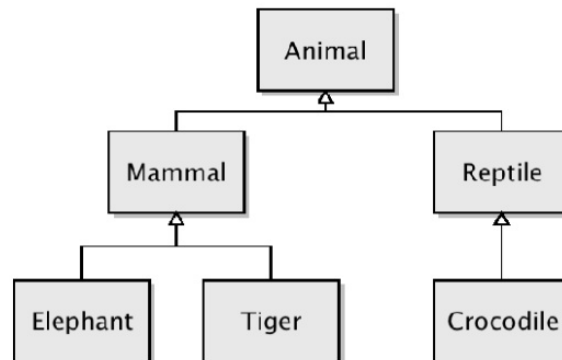 Animal
Mammal
Reptile
Elephant
Tiger
Crocodile